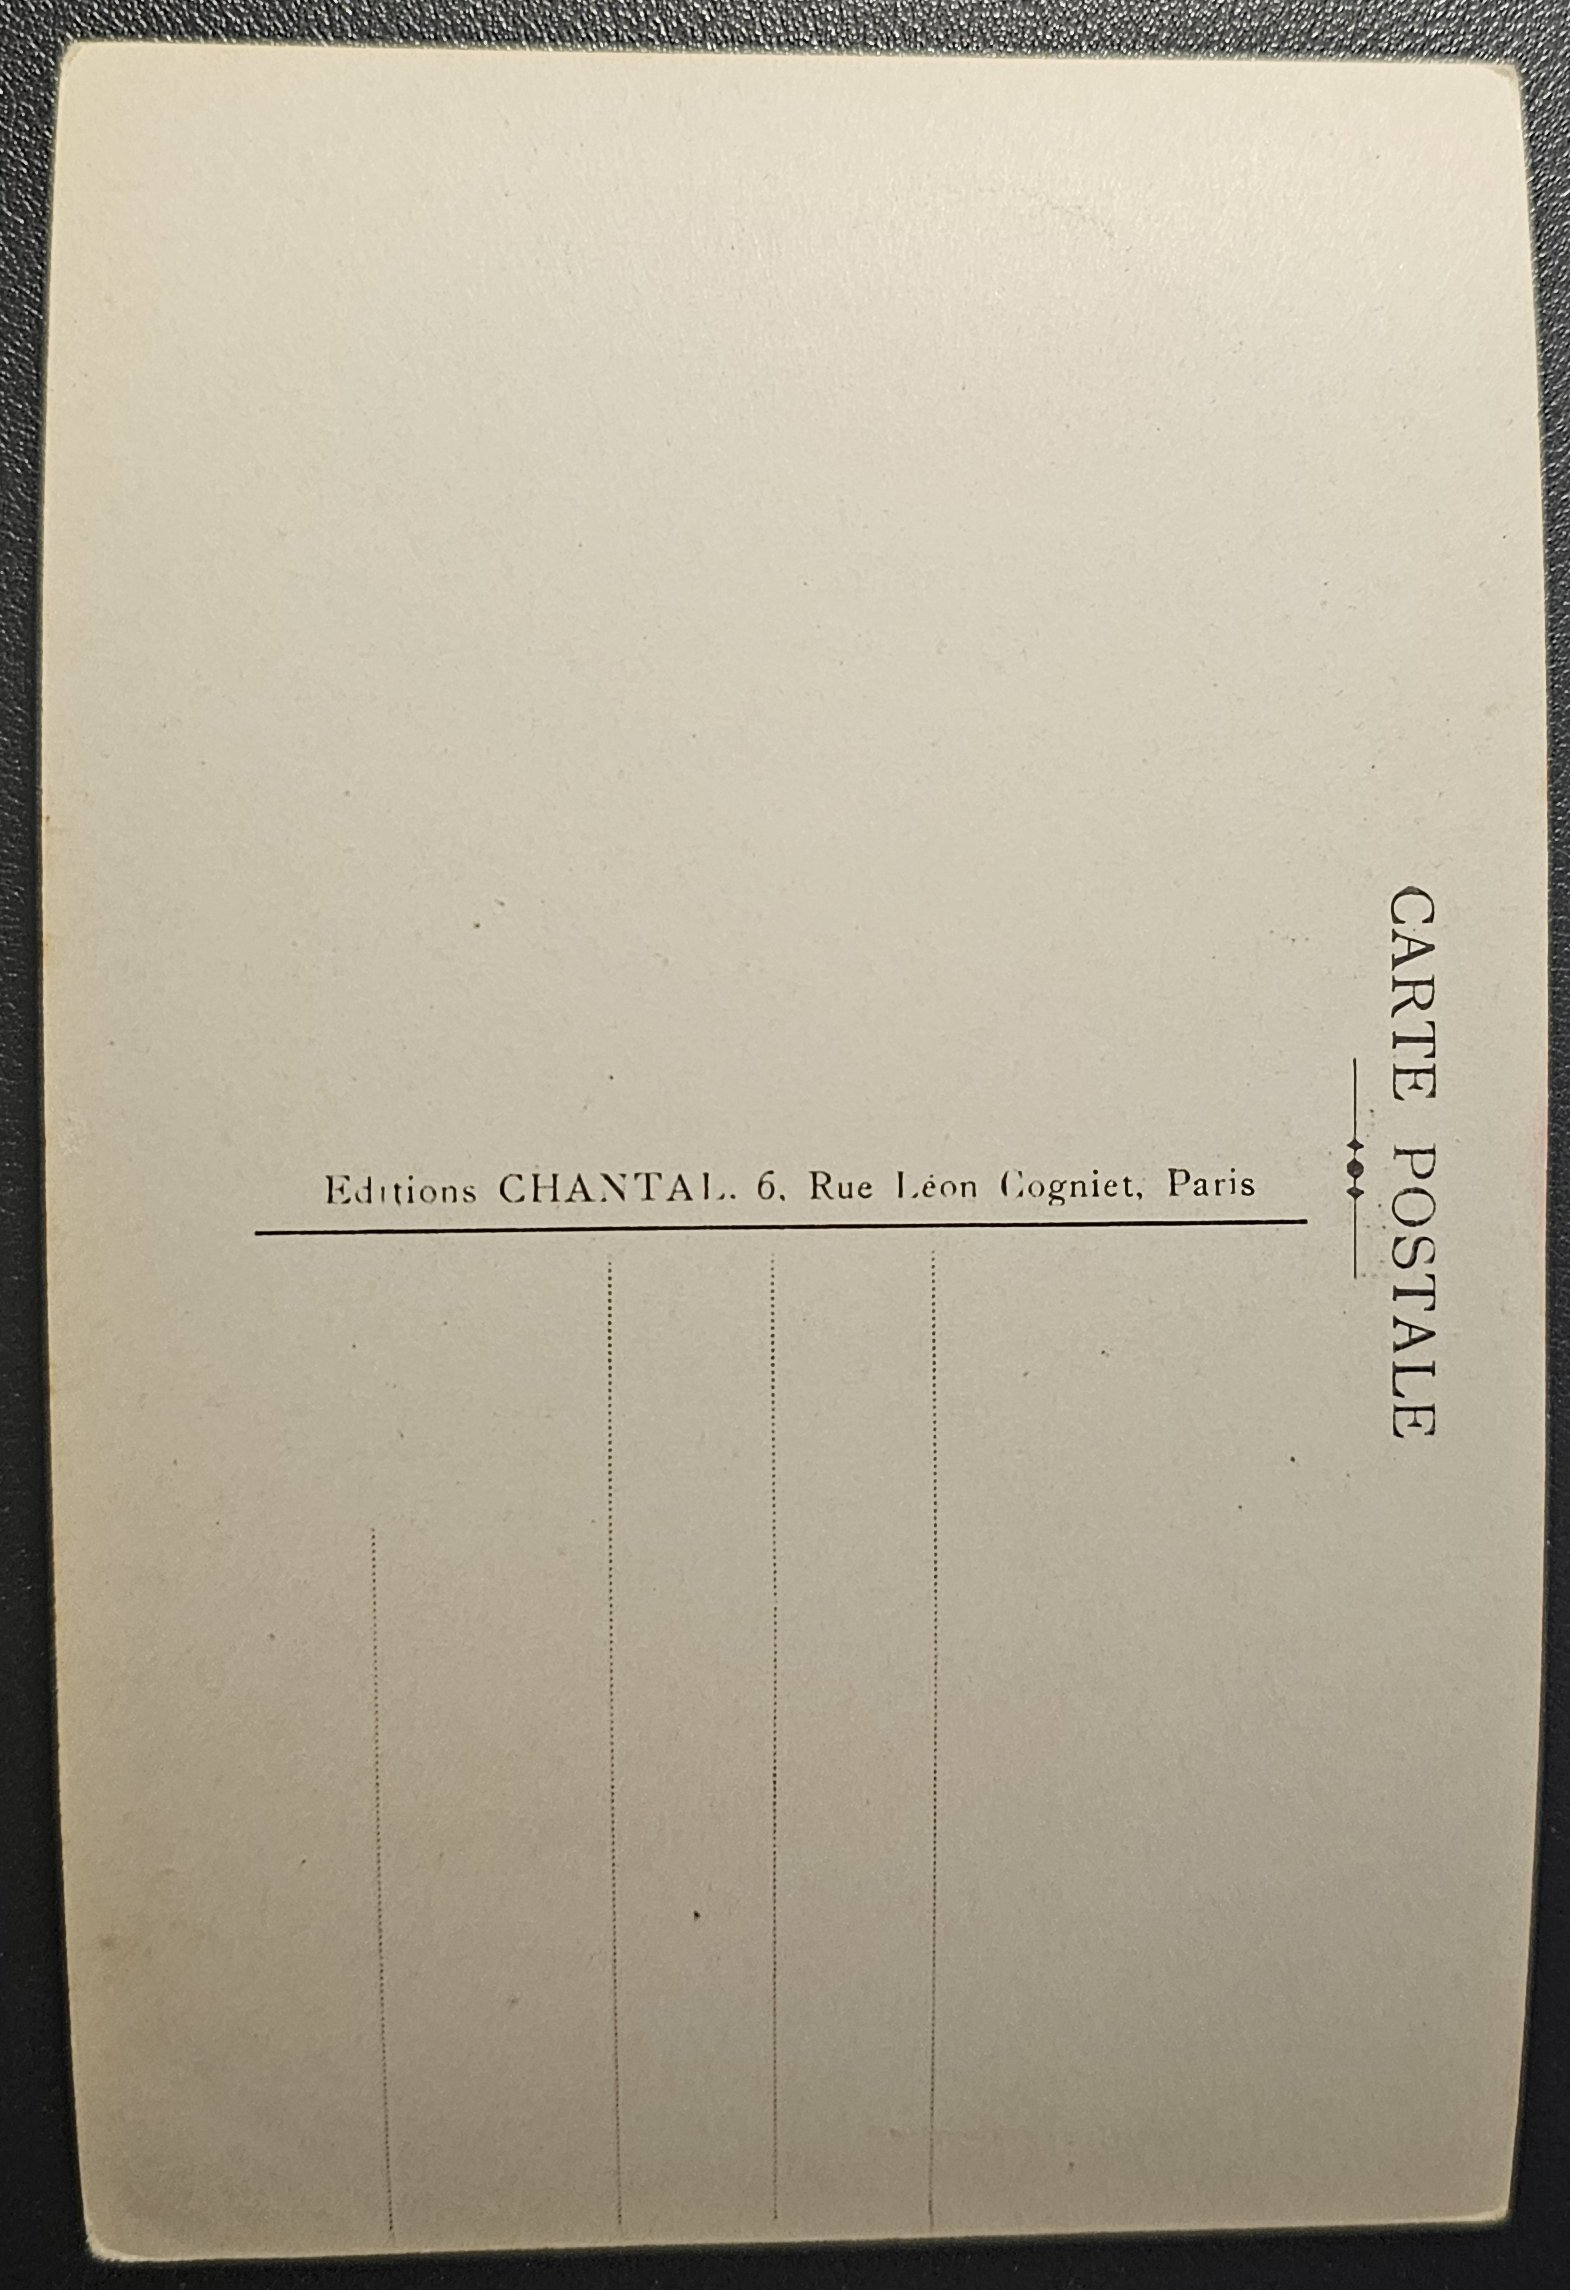 CARTE POSTALE
Editions CHANTAL. 6, Rue Léon Cogniet, Paris